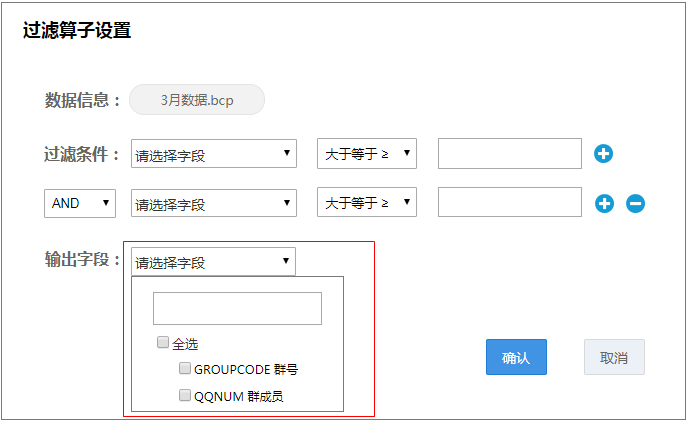 过滤算子设置
数据信息： 3月数据.bcp
过滤条件： 请选择字段 大于等于 ≥
AND 请选择字段 大于等于 ≥
输出字段： 请选择字段
全选
GROUPCODE 群号
QQNUM 群成员
确认 取消